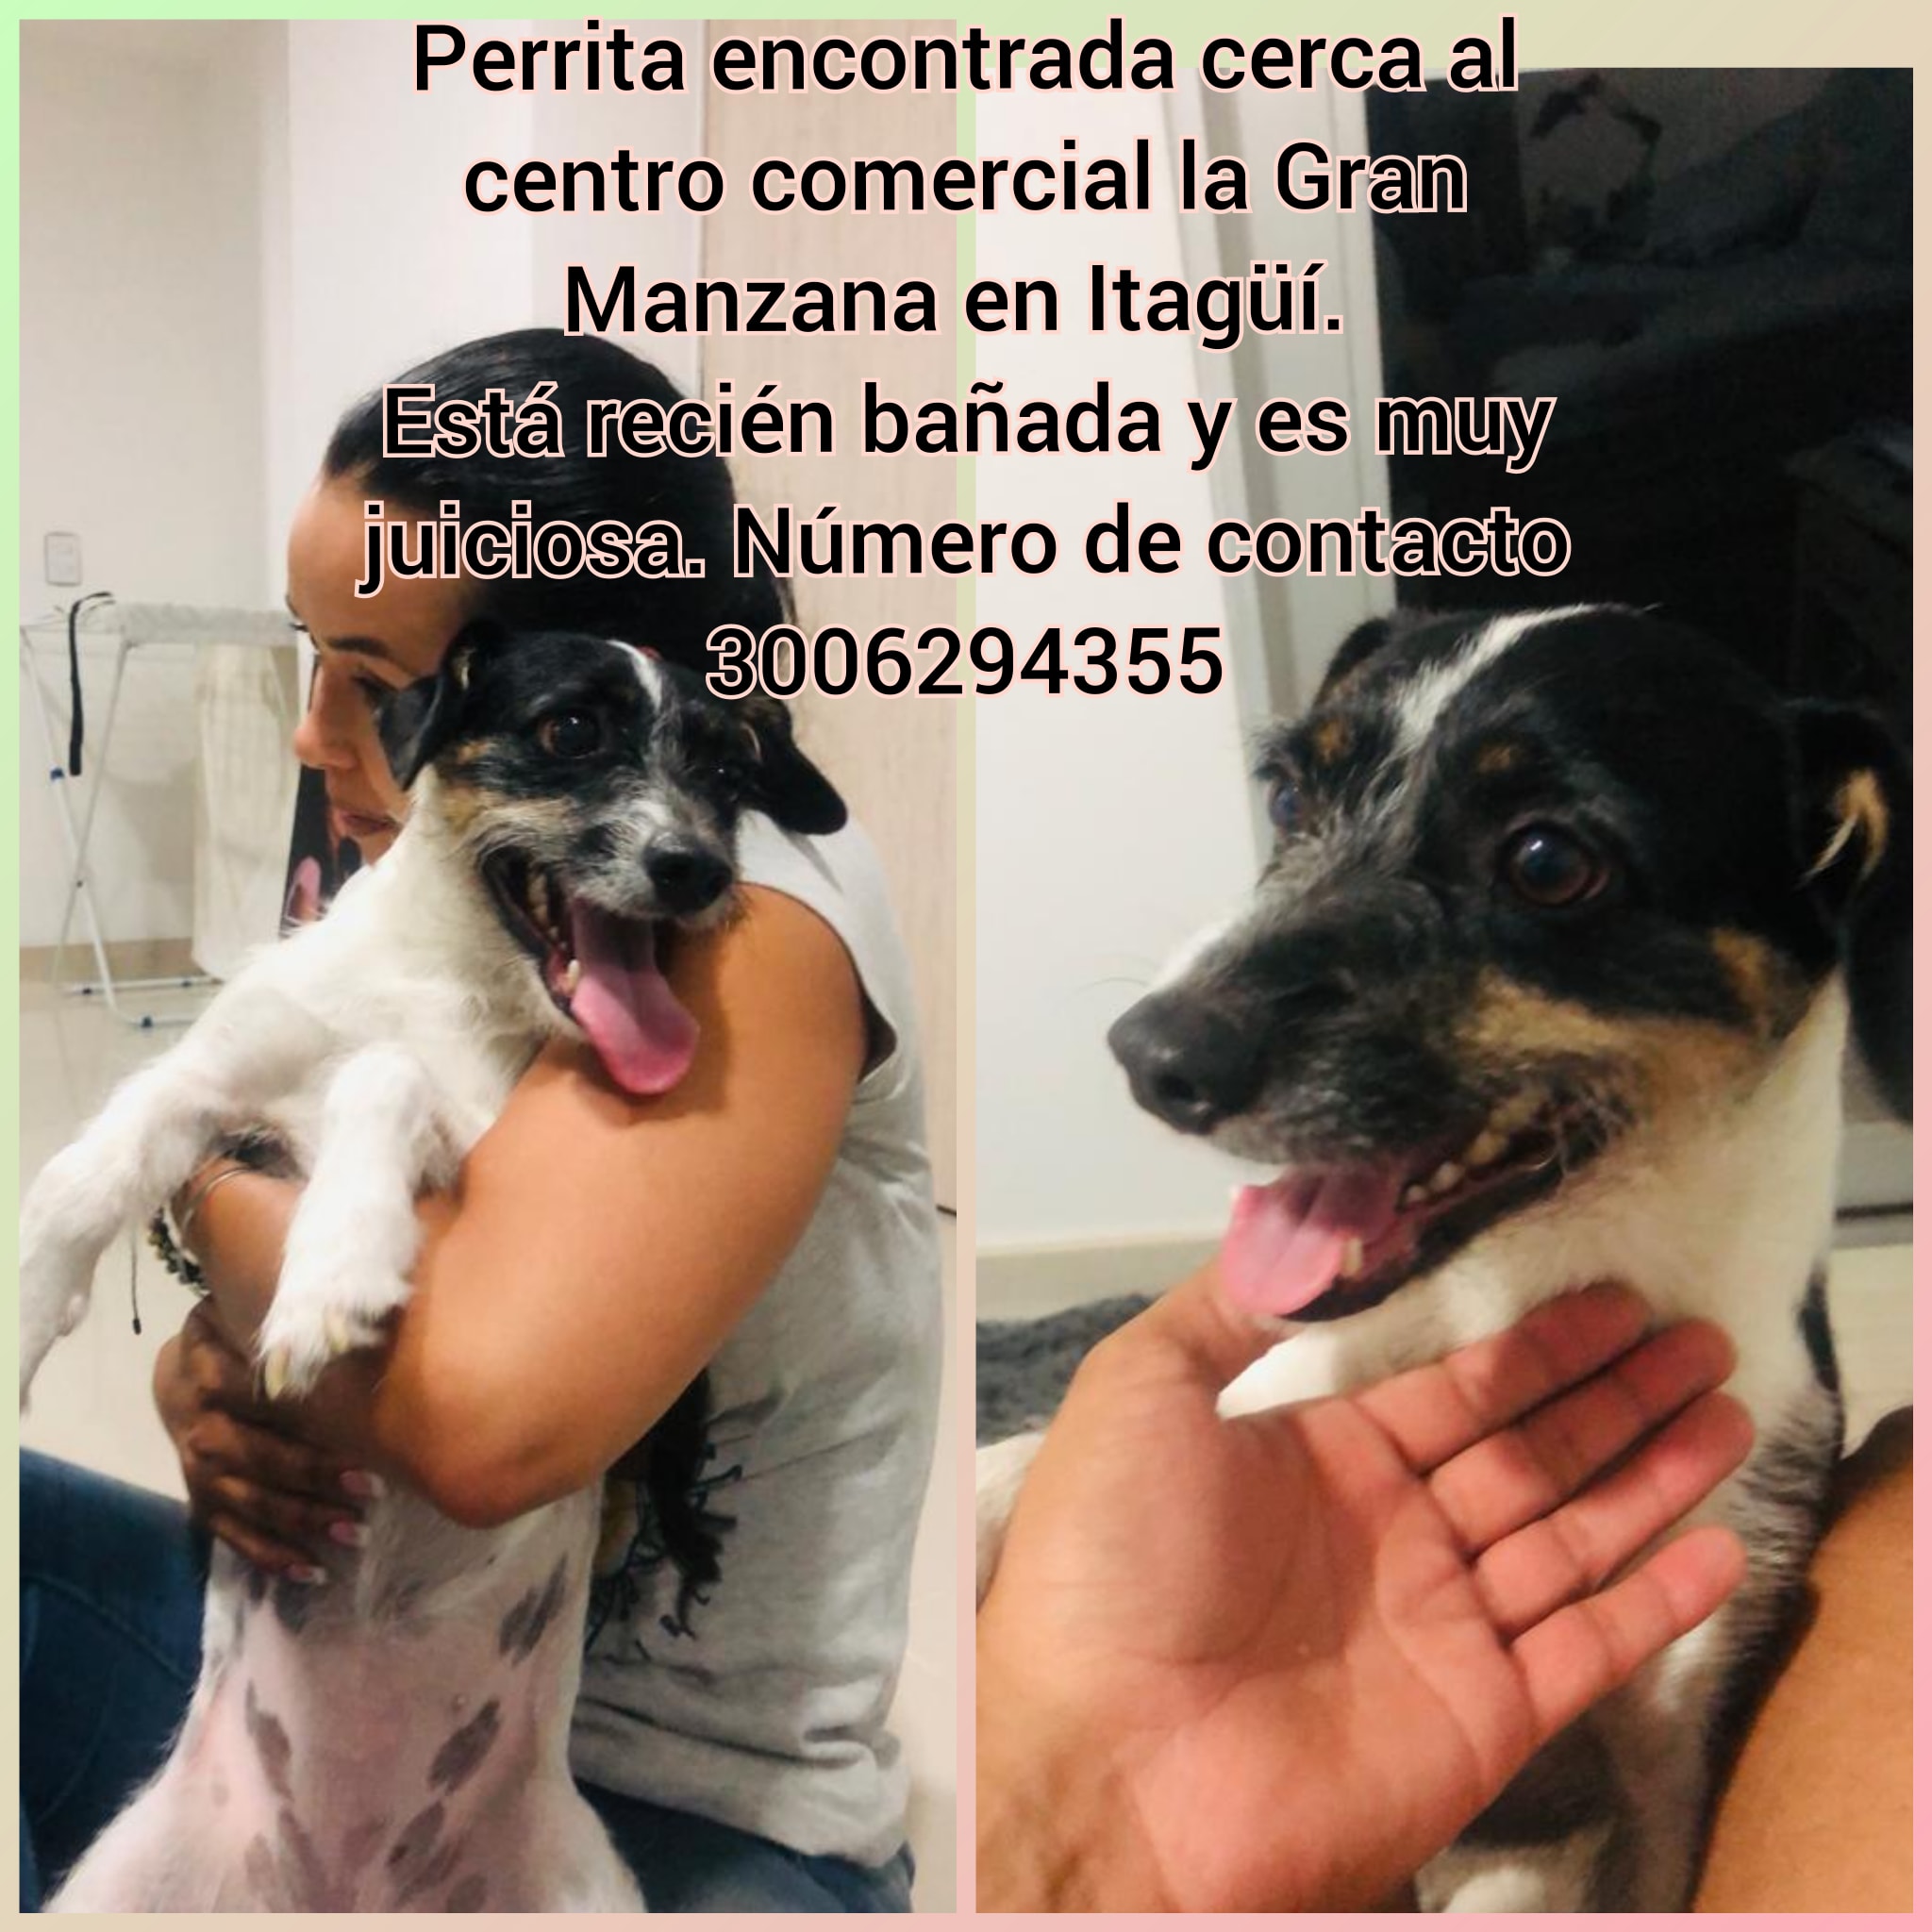 Perrita encontrada cerca al
centro comercial la Gran
Manzana en Itagüí.
Está recién bañada y es muy
juiciosa. Número de contacto
3006294355